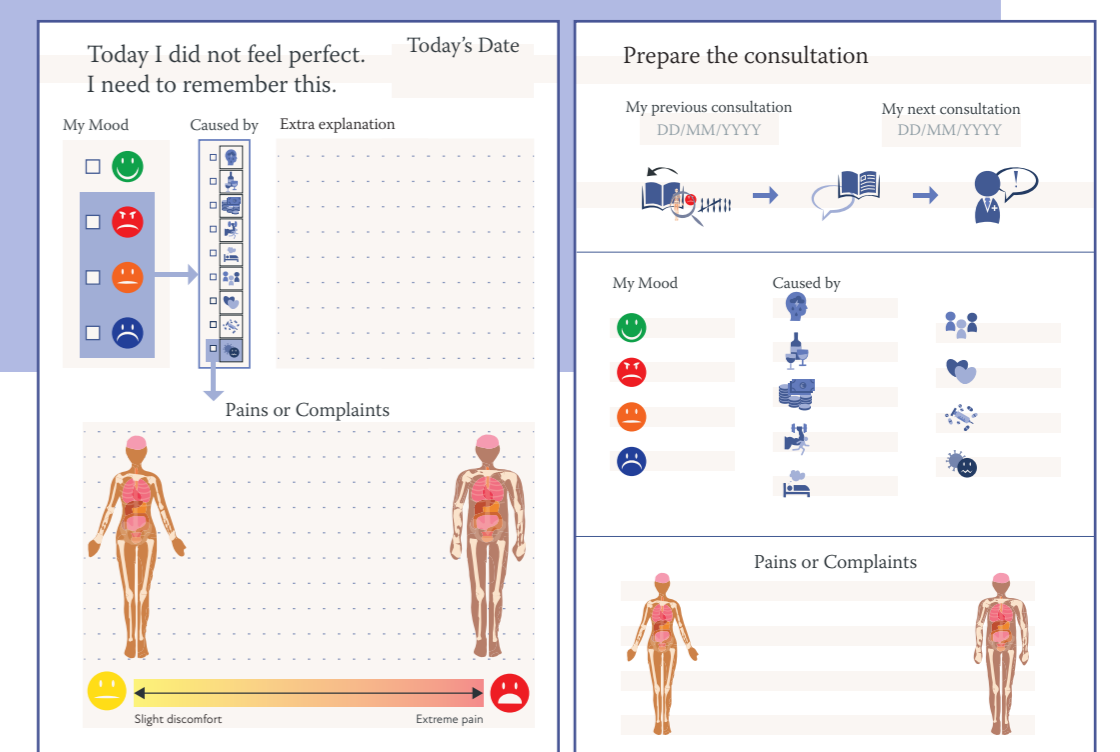 Today I did not feel perfect.
I need to remember this.
Today's Date
My Mood
Caused by
Extra explanation
Pains or Complaints
Slight discomfort
Extreme pain
Prepare the consultation
My previous consultation
DD/MM/YYYY
My next consultation
DD/MM/YYYY
!
My Mood
Caused by
Pains or Complaints